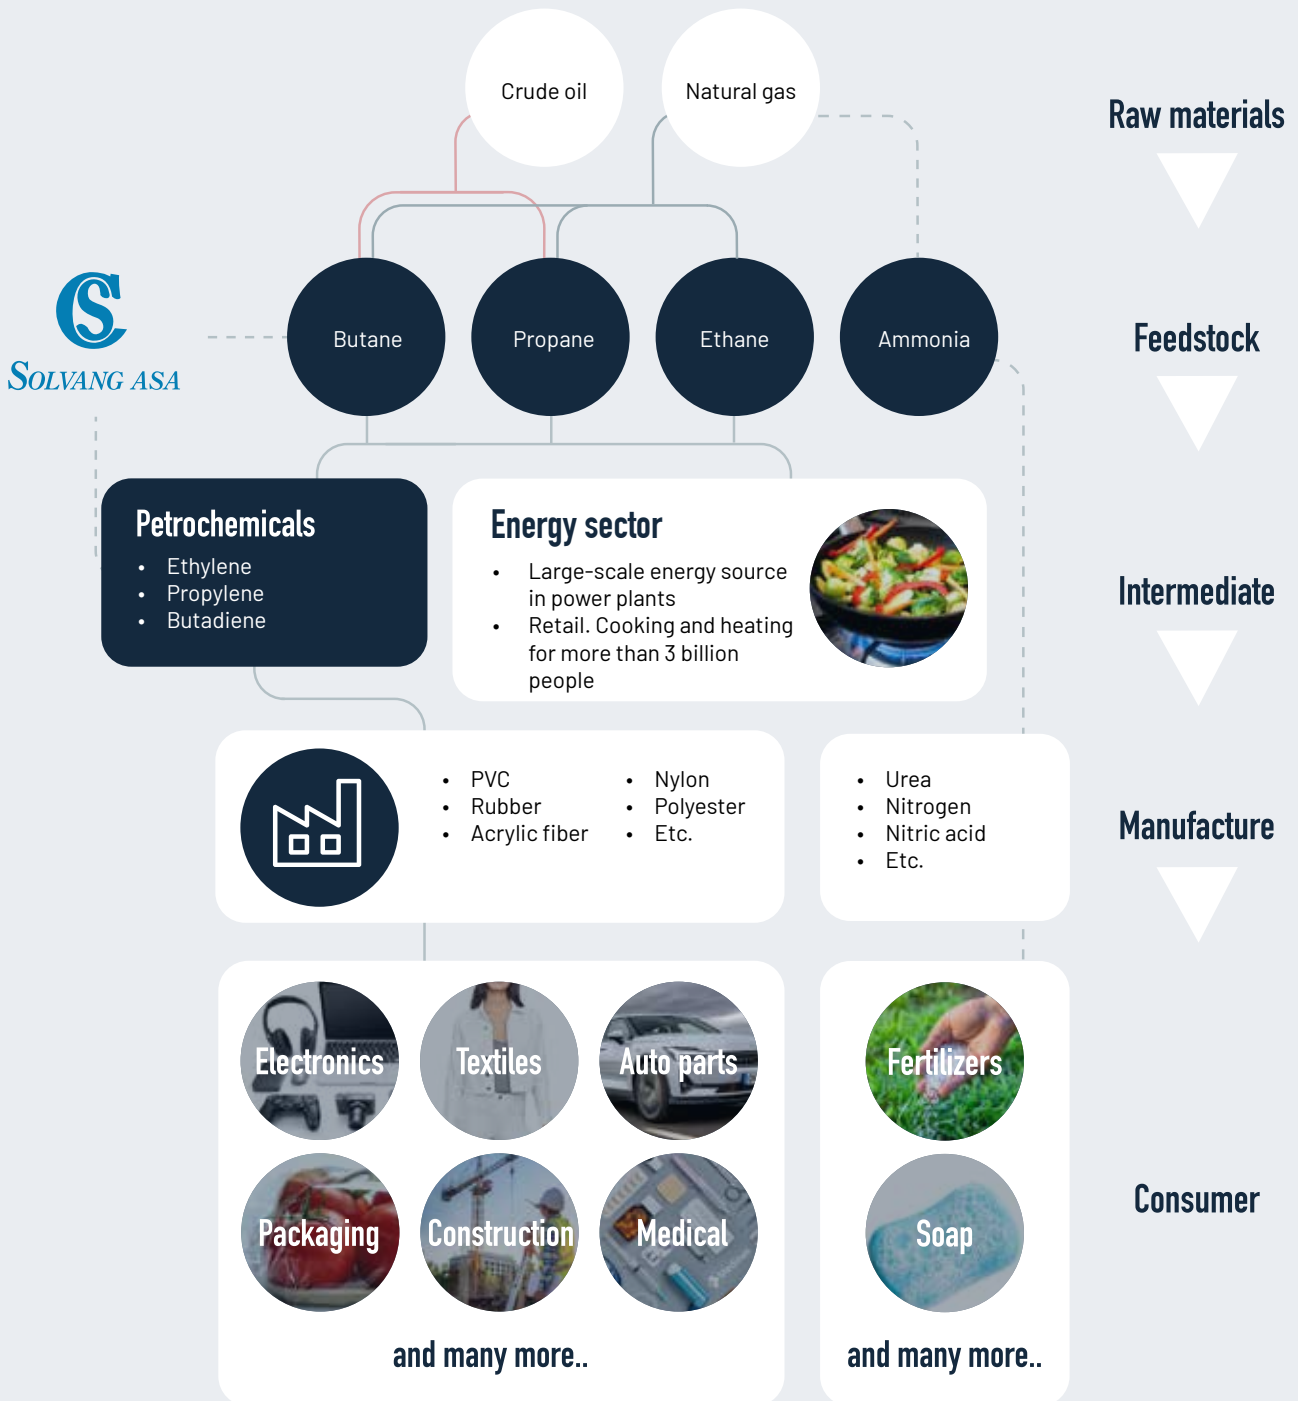 Crude oil
Natural gas
Raw materials
SOLVANG ASA
Butane
Propane
Ethane
Ammonia
Feedstock
Petrochemicals
• Ethylene
• Propylene
• Butadiene
Energy sector
• Large-scale energy source
in power plants
• Retail. Cooking and heating
for more than 3 billion
people
Intermediate
• PVC
• Rubber
• Acrylic fiber
• Nylon
• Polyester
• Etc.
• Urea
• Nitrogen
• Nitric acid
• Etc.
Manufacture
Electronics
Textiles
Auto parts
Packaging
Construction
Medical
and many more..
Fertilizers
Soap
and many more..
Consumer